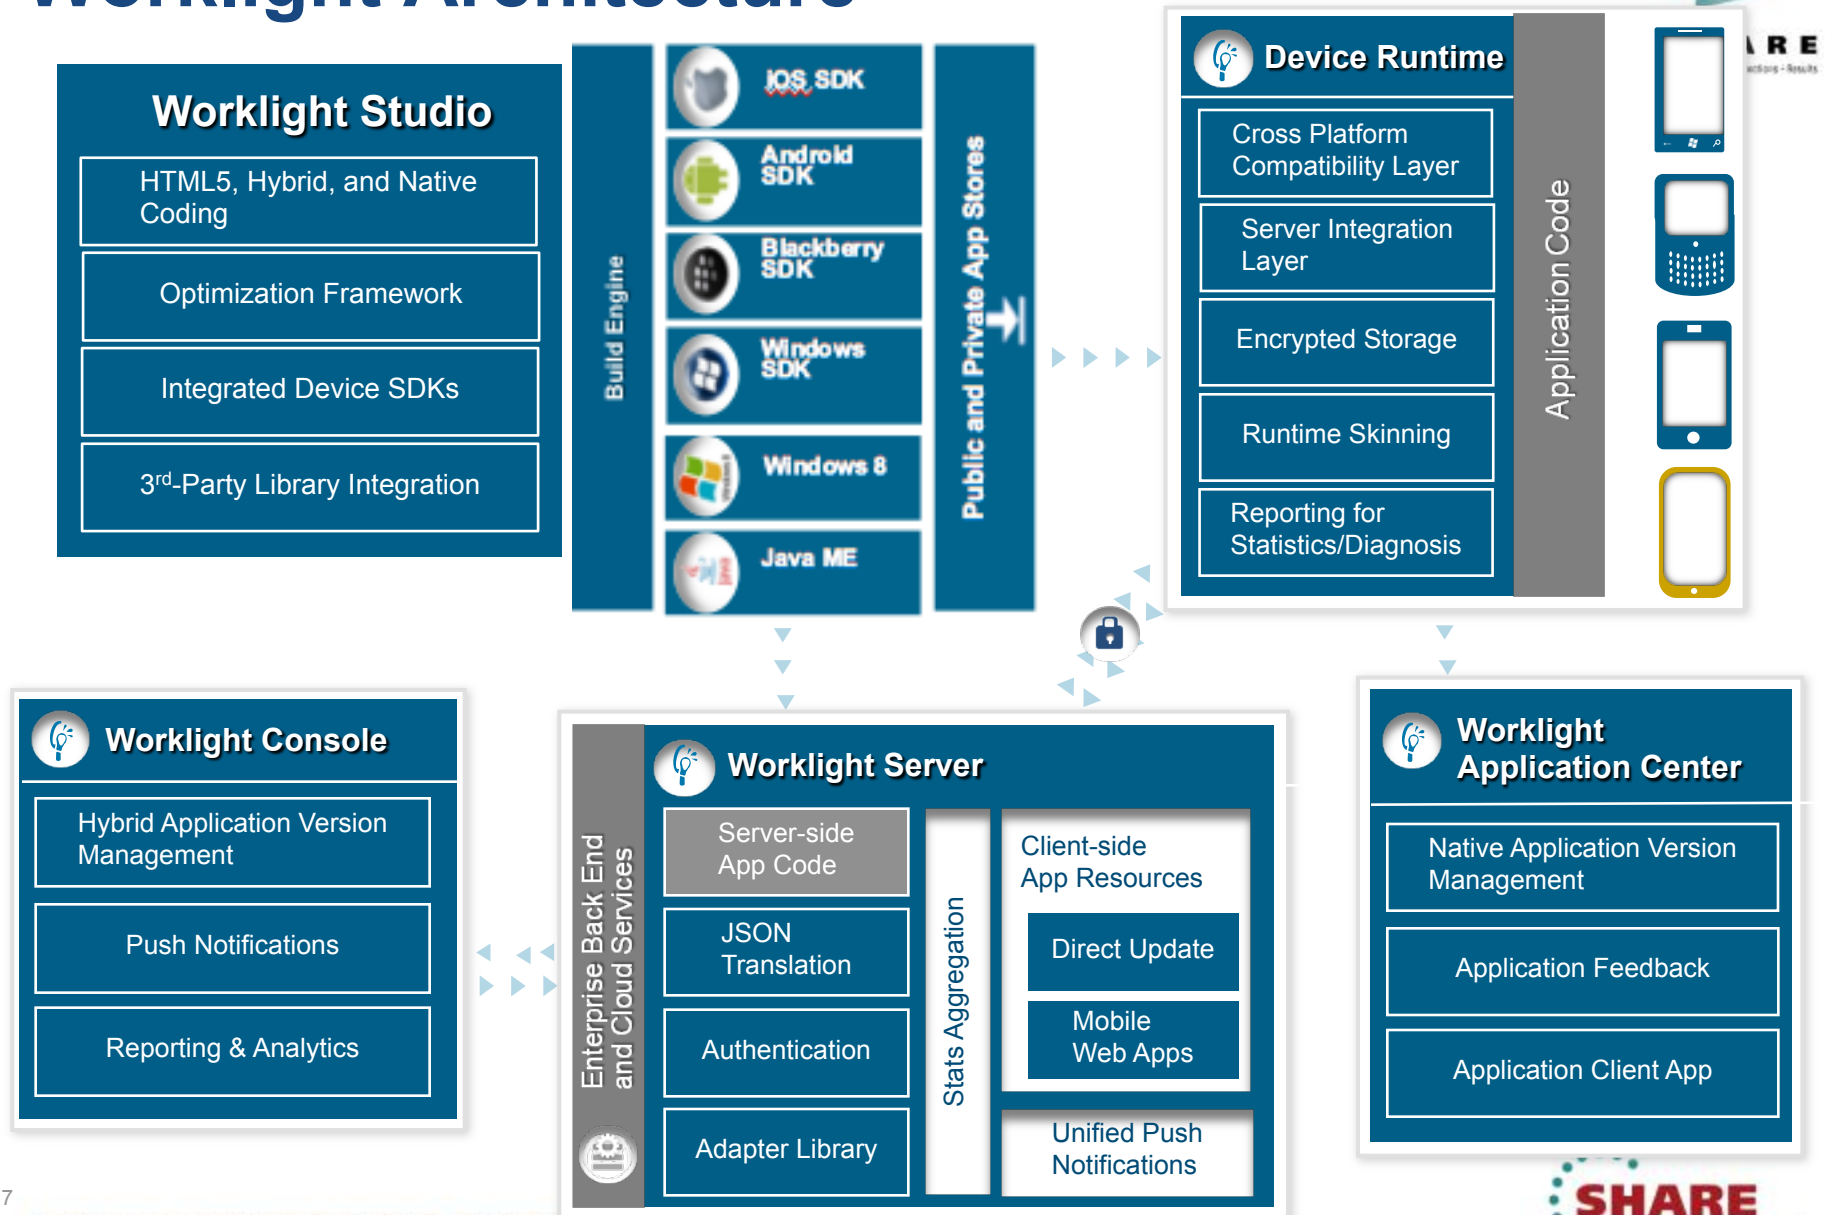 Worklight Architecture
Worklight Studio
HTML5, Hybrid, and Native
Coding
Optimization Framework
Integrated Device SDKs
3rd-Party Library Integration
Build Engine
iOS SDK
Android
SDK
Blackberry
SDK
Windows
SDK
Windows 8
Java ME
Public and Private App Stores
Device Runtime
Cross Platform
Compatibility Layer
Server Integration
Layer
Encrypted Storage
Runtime Skinning
Reporting for
Statistics/Diagnosis
Application Code
ARE
Results
Worklight Console
Hybrid Application Version
Management
Push Notifications
Reporting & Analytics
Enterprise Back End
and Cloud Services
Worklight Server
Server-side
App Code
JSON
Translation
Authentication
Adapter Library
Stats Aggregation
Client-side
App Resources
Direct Update
Mobile
Web Apps
Unified Push
Notifications
Worklight
Application Center
Native Application Version
Management
Application Feedback
Application Client App
7
SHARE